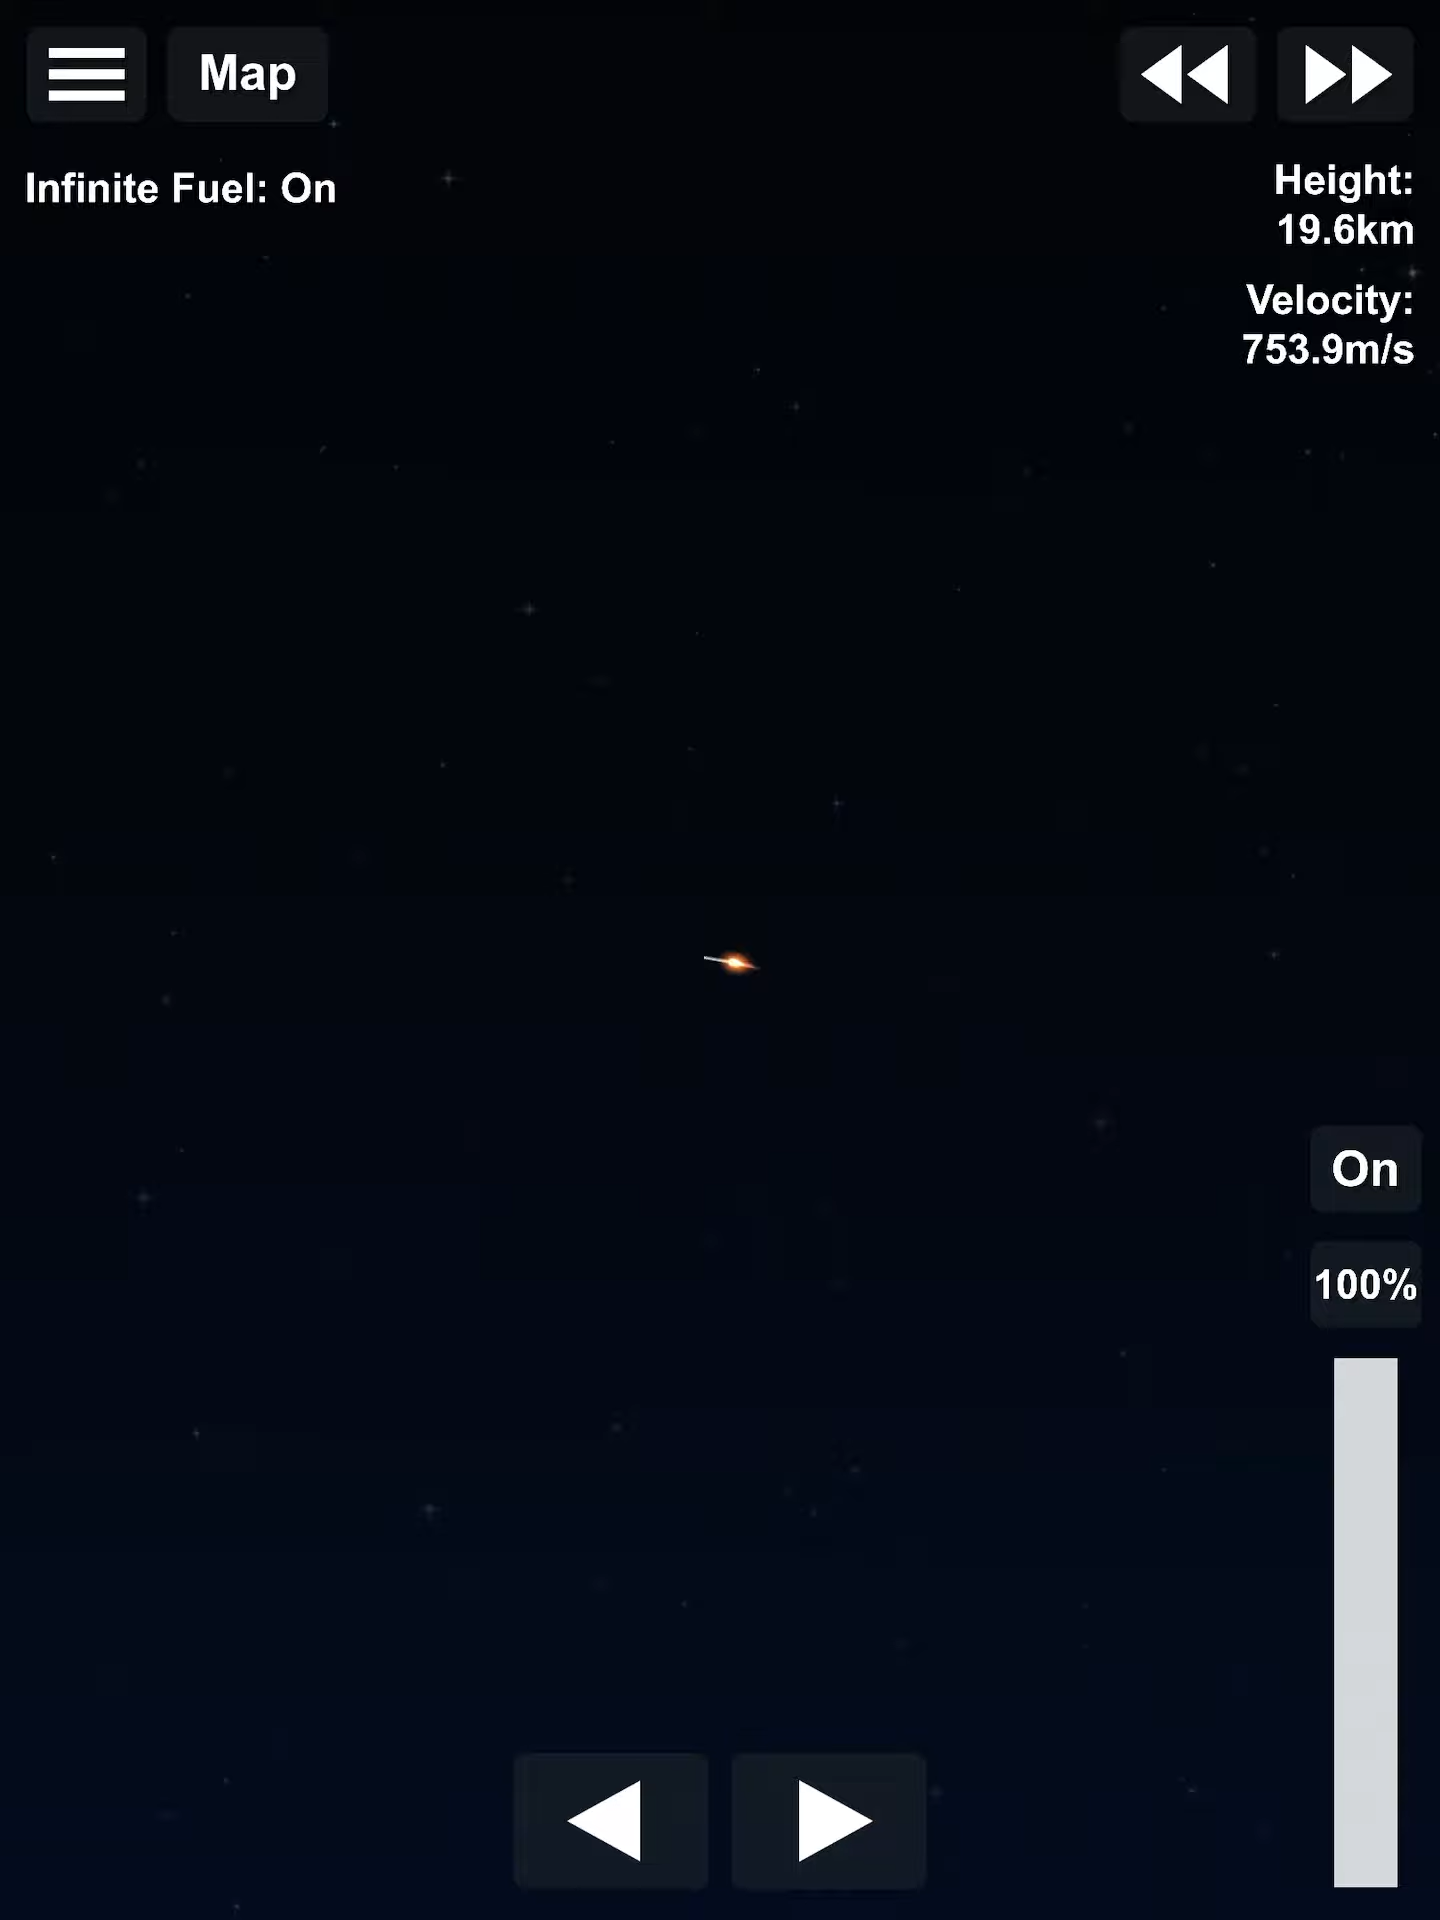 Map
Infinite Fuel: On
Height:
19.6km
Velocity:
753.9m/s
On
100%